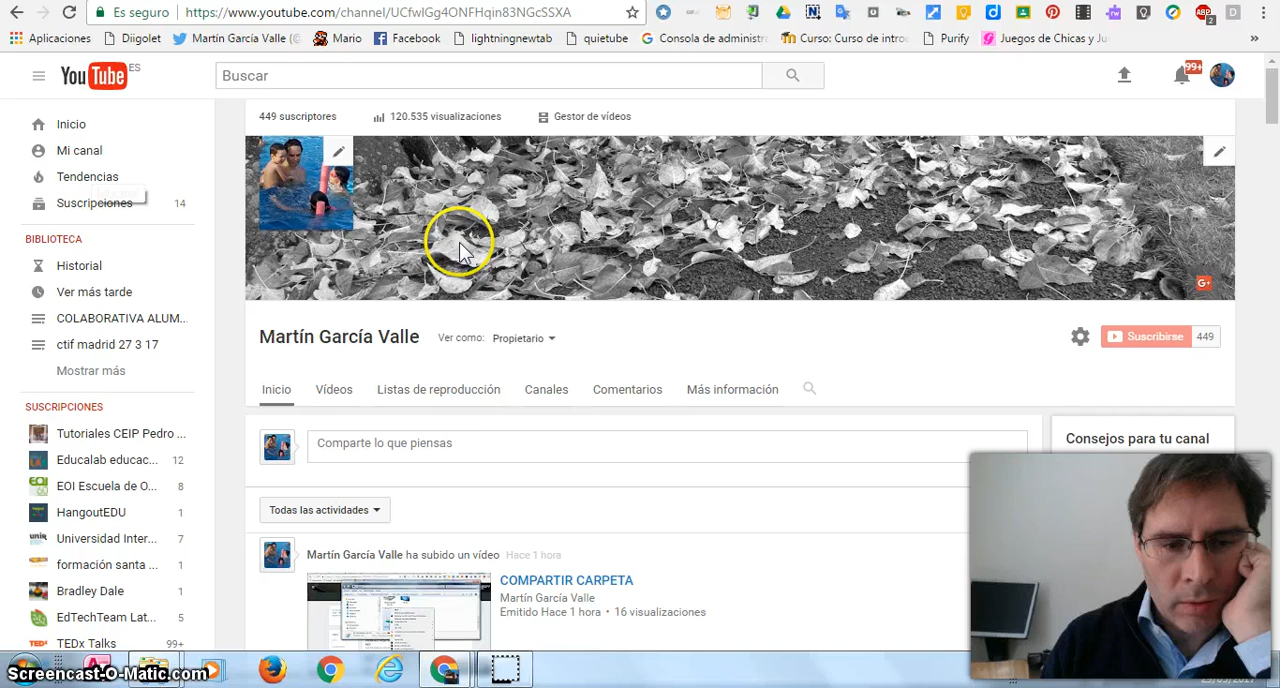 Es seguro | https://www.youtube.com/channel/UCfwIGg4ONFHqin83NGcSSXA
Aplicaciones Diigolet Martín García Valle (@ Mario Facebook lightningnewtab quietube Consola de administra Curso: Curso de introd Purify Juegos de Chicas y Ju »
YouTube ES
Buscar
99+
Inicio
Mi canal
Tendencias
Suscripciones 14
BIBLIOTECA
Historial
Ver más tarde
COLABORATIVA ALUM...
ctif madrid 27 3 17
Mostrar más
SUSCRIPCIONES
Tutoriales CEIP Pedro ...
Educalab educac... 12
EOI Escuela de O... 8
HangoutEDU 1
Universidad Inter... 7
formación santa ... 1
Bradley Dale 1
EdTechTeam Lat... 5
TEDx Talks 99+
449 suscriptores 120.535 visualizaciones Gestor de vídeos
G+
Martín García Valle Ver como: Propietario
Suscribirse 449
Inicio Vídeos Listas de reproducción Canales Comentarios Más información
Comparte lo que piensas
Consejos para tu canal
Todas las actividades
Martín García Valle ha subido un vídeo Hace 1 hora
COMPARTIR CARPETA
Martín García Valle
Emitido Hace 1 hora • 16 visualizaciones
Screencast-O-Matic.com